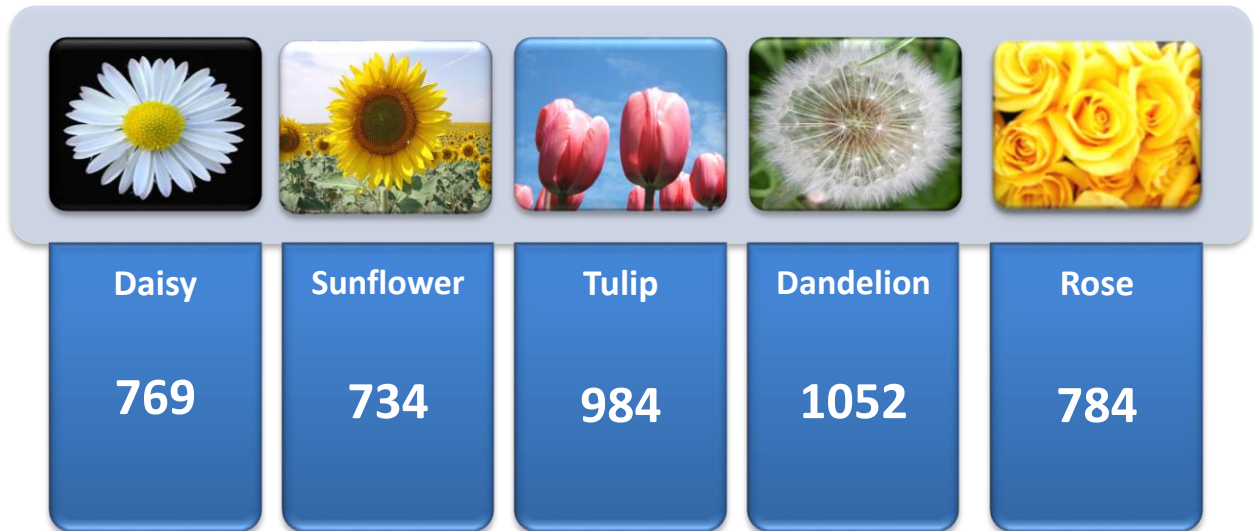 Daisy
Sunflower
Tulip
Dandelion
Rose
769
734
984
1052
784